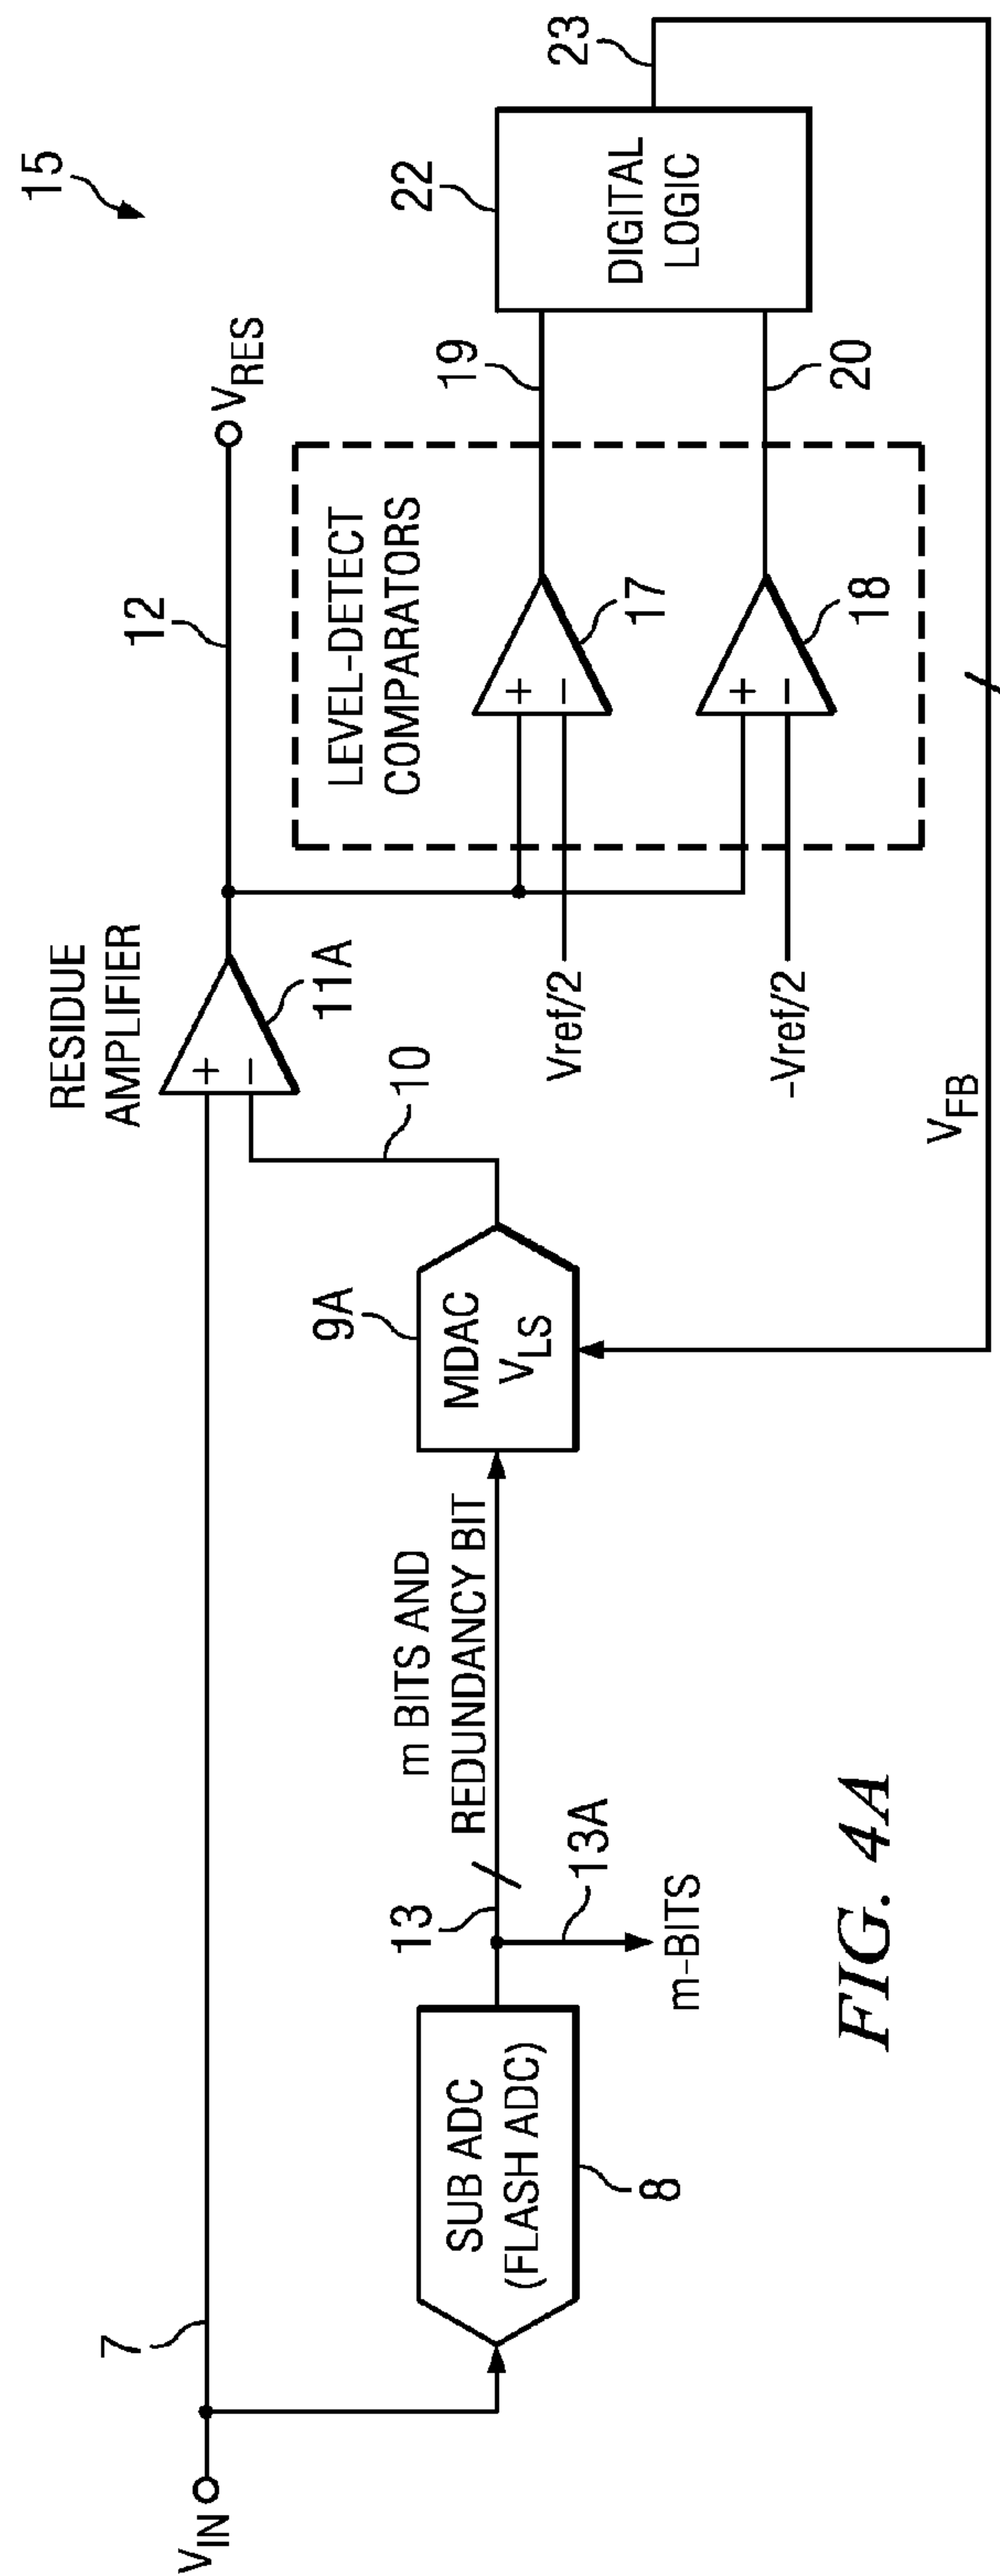 15
RESIDUE
AMPLIFIER
12
VRES
7
VIN
+
−
11A
10
LEVEL-DETECT
COMPARATORS
+
−
17
19
Vref/2
+
−
18
20
-Vref/2
22
DIGITAL
LOGIC
23
SUB ADC
(FLASH ADC)
8
13
m BITS AND
REDUNDANCY BIT
13A
m-BITS
9A
MDAC
VLS
VFB
FIG. 4A